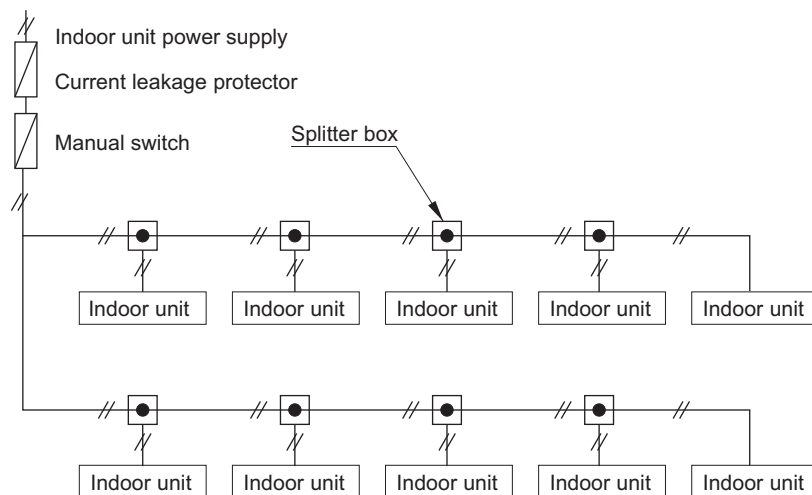 Indoor unit power supply
Current leakage protector
Manual switch
Splitter box
Indoor unit Indoor unit Indoor unit Indoor unit Indoor unit
Indoor unit Indoor unit Indoor unit Indoor unit Indoor unit